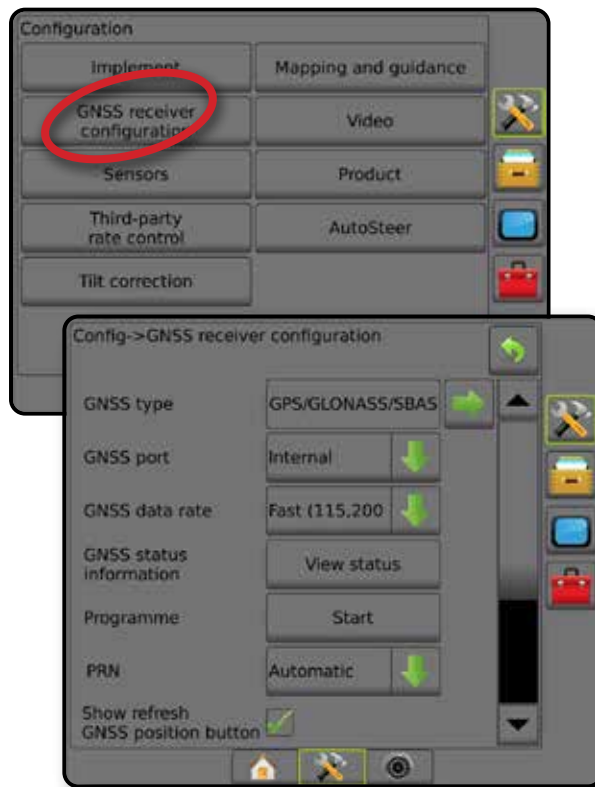 Configuration
Implement
Mapping and guidance
GNSS receiver
configuration
Video
Sensors
Product
Third-party
rate control
AutoSteer
Tilt correction
Config->GNSS receiver configuration
GNSS type
GPS/GLONASS/SBAS
GNSS port
Internal
GNSS data rate
Fast (115,200
GNSS status
information
View status
Programme
Start
PRN
Automatic
Show refresh
GNSS position button